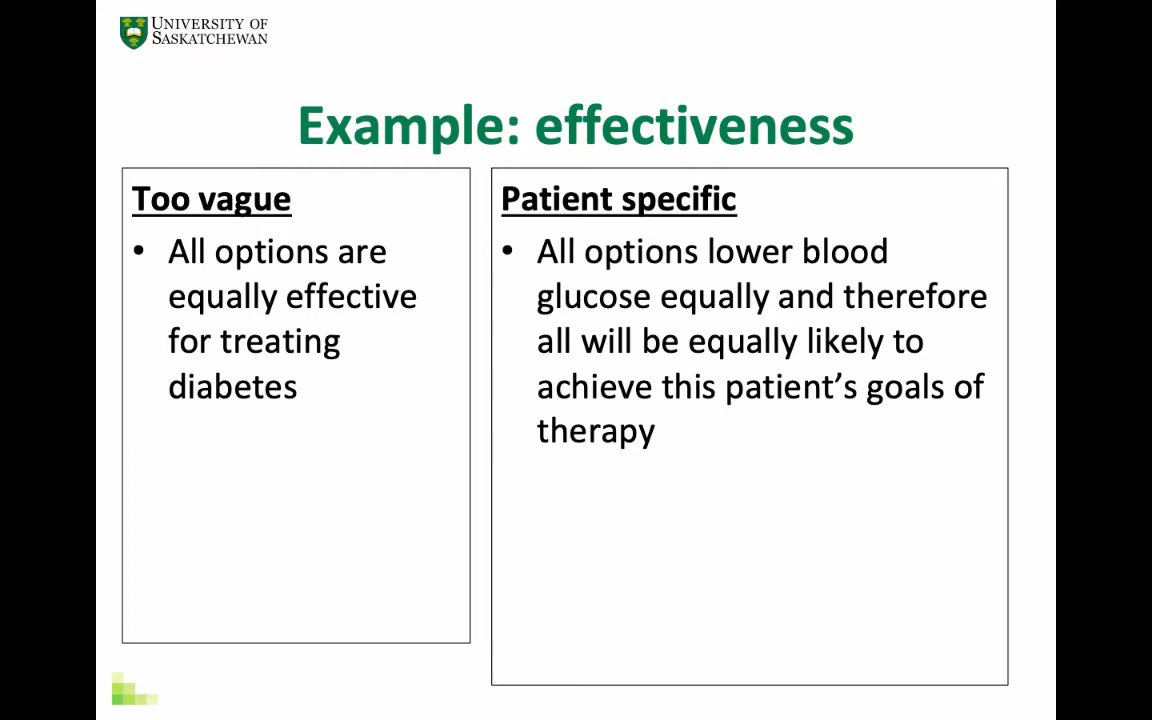 UNIVERSITY OF
SASKATCHEWAN
Example: effectiveness
Too vague
• All options are
equally effective
for treating
diabetes
Patient specific
• All options lower blood
glucose equally and therefore
all will be equally likely to
achieve this patient’s goals of
therapy